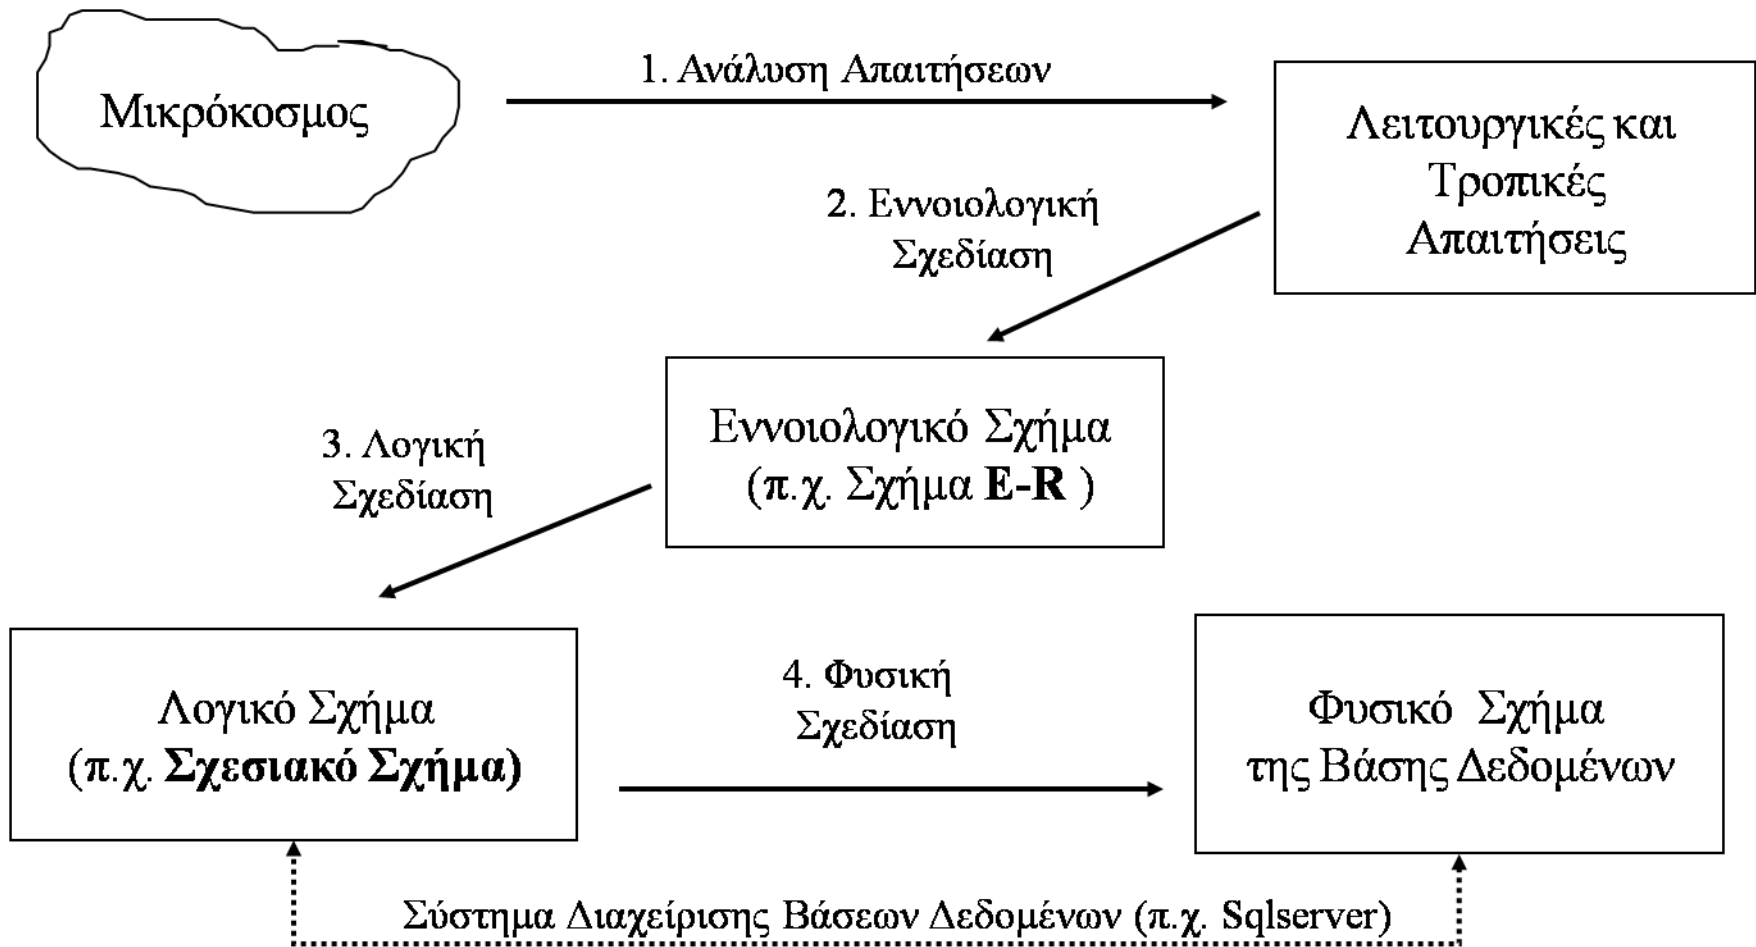 Μικρόκοσμος
1. Ανάλυση Απαιτήσεων
Λειτουργικές και
Τροπικές
Απαιτήσεις
2. Εννοιολογική
Σχεδίαση
Εννοιολογικό Σχήμα
(π.χ. Σχήμα E-R )
3. Λογική
Σχεδίαση
Λογικό Σχήμα
(π.χ. Σχεσιακό Σχήμα)
4. Φυσική
Σχεδίαση
Φυσικό Σχήμα
της Βάσης Δεδομένων
Σύστημα Διαχείρισης Βάσεων Δεδομένων (π.χ. Sqlserver)